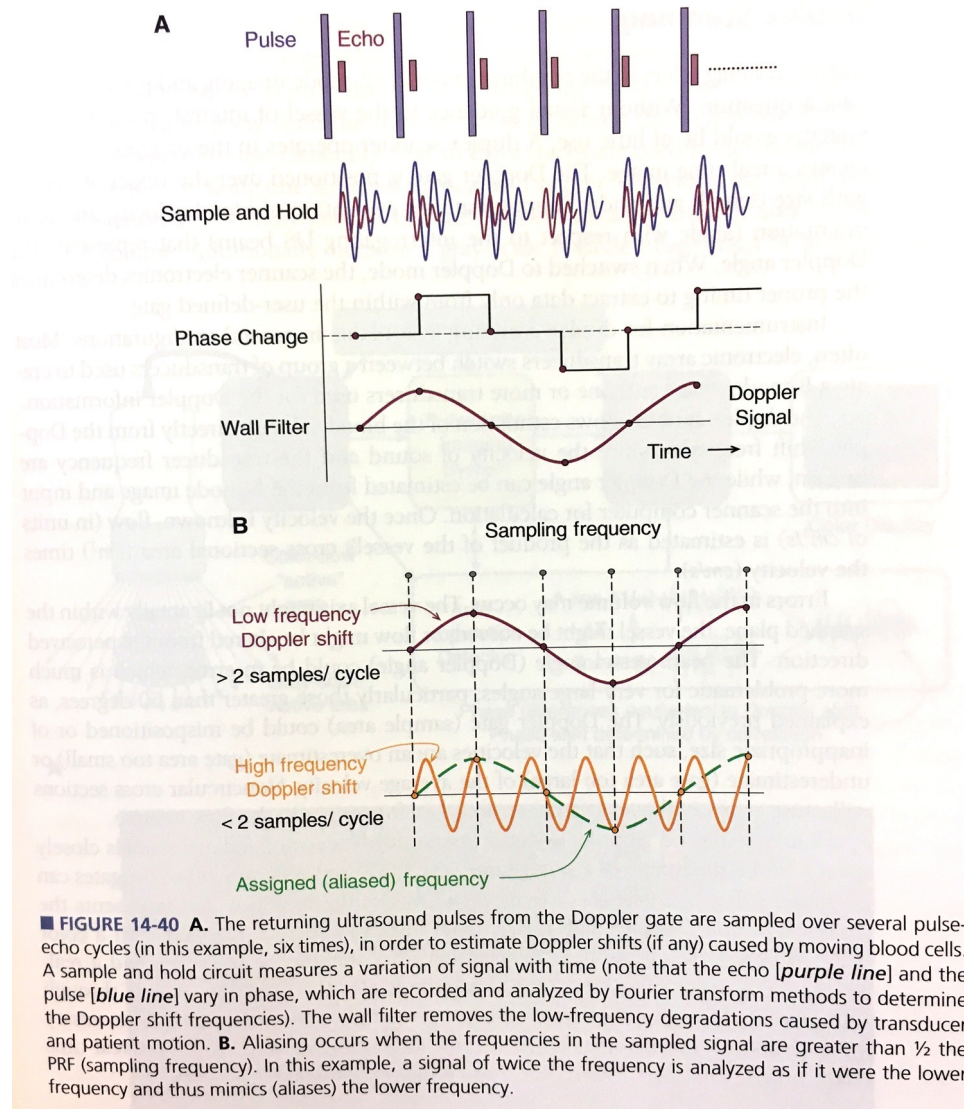 A
Pulse Echo
Sample and Hold
Phase Change
Wall Filter
Doppler
Signal
Time
B
Sampling frequency
Low frequency
Doppler shift
> 2 samples/ cycle
High frequency
Doppler shift
< 2 samples/ cycle
Assigned (aliased) frequency
■ FIGURE 14-40 A. The returning ultrasound pulses from the Doppler gate are sampled over several pulse-
echo cycles (in this example, six times), in order to estimate Doppler shifts (if any) caused by moving blood cells.
A sample and hold circuit measures a variation of signal with time (note that the echo [purple line] and the
pulse [blue line] vary in phase, which are recorded and analyzed by Fourier transform methods to determine
the Doppler shift frequencies). The wall filter removes the low-frequency degradations caused by transducer
and patient motion. B. Aliasing occurs when the frequencies in the sampled signal are greater than ½ the
PRF (sampling frequency). In this example, a signal of twice the frequency is analyzed as if it were the lower
frequency and thus mimics (aliases) the lower frequency.